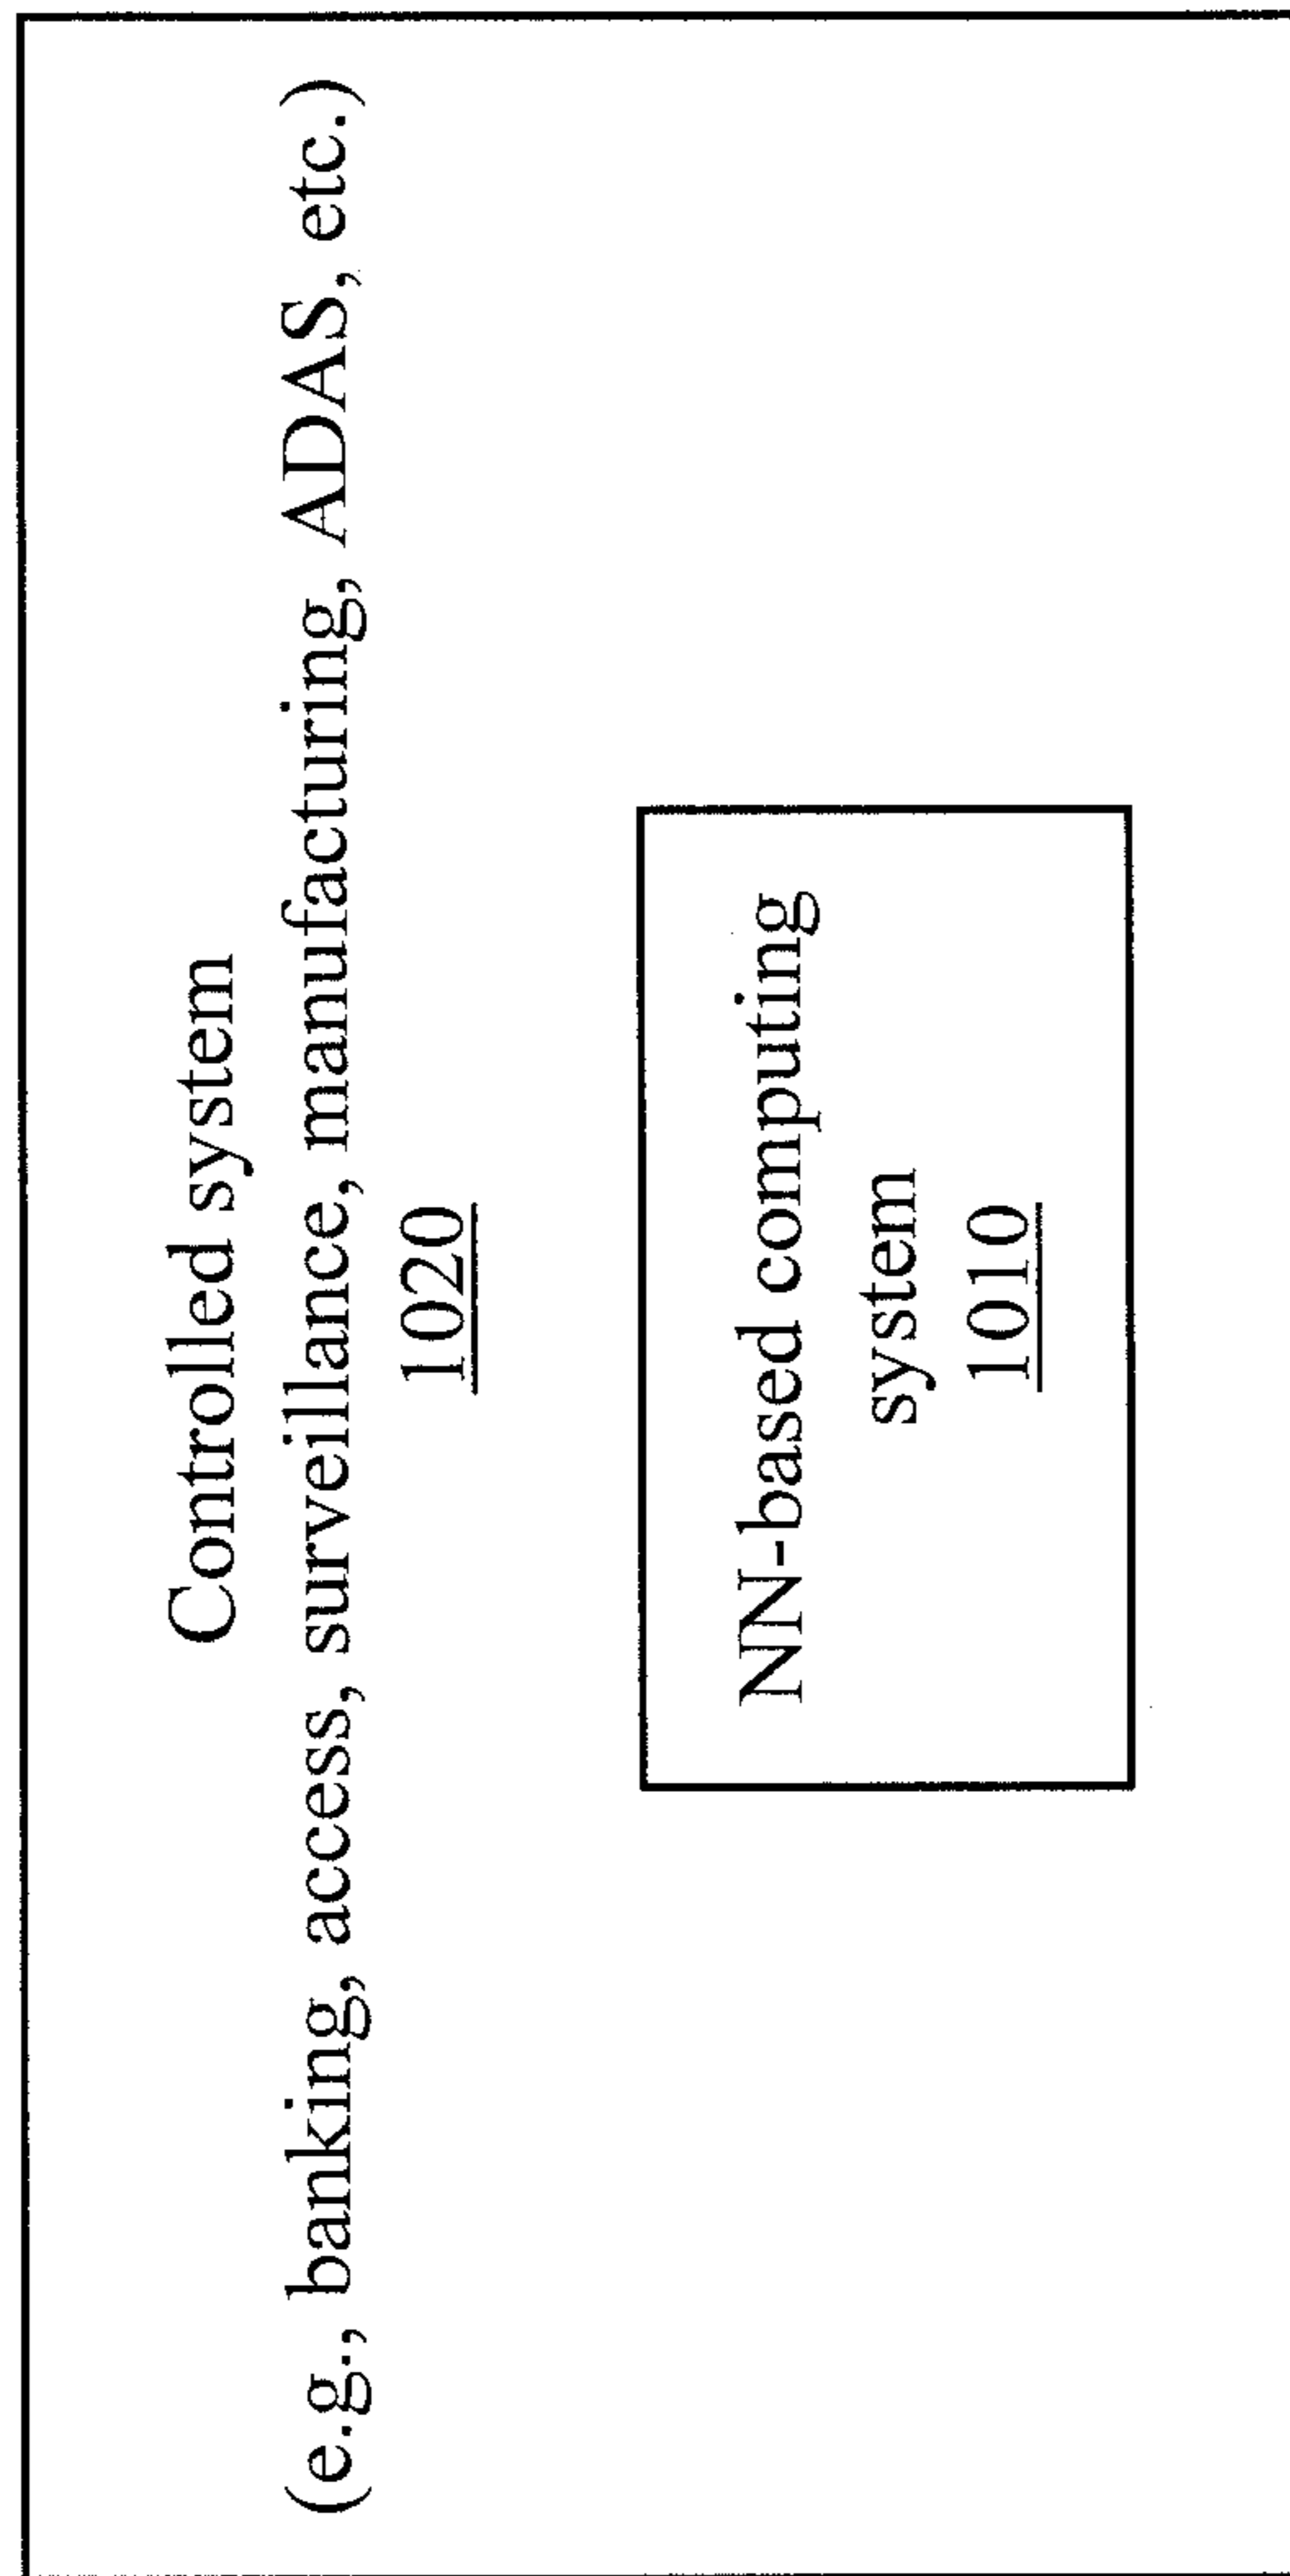 Controlled system
(e.g., banking, access, surveillance, manufacturing, ADAS, etc.)
1020
NN-based computing
system
1010